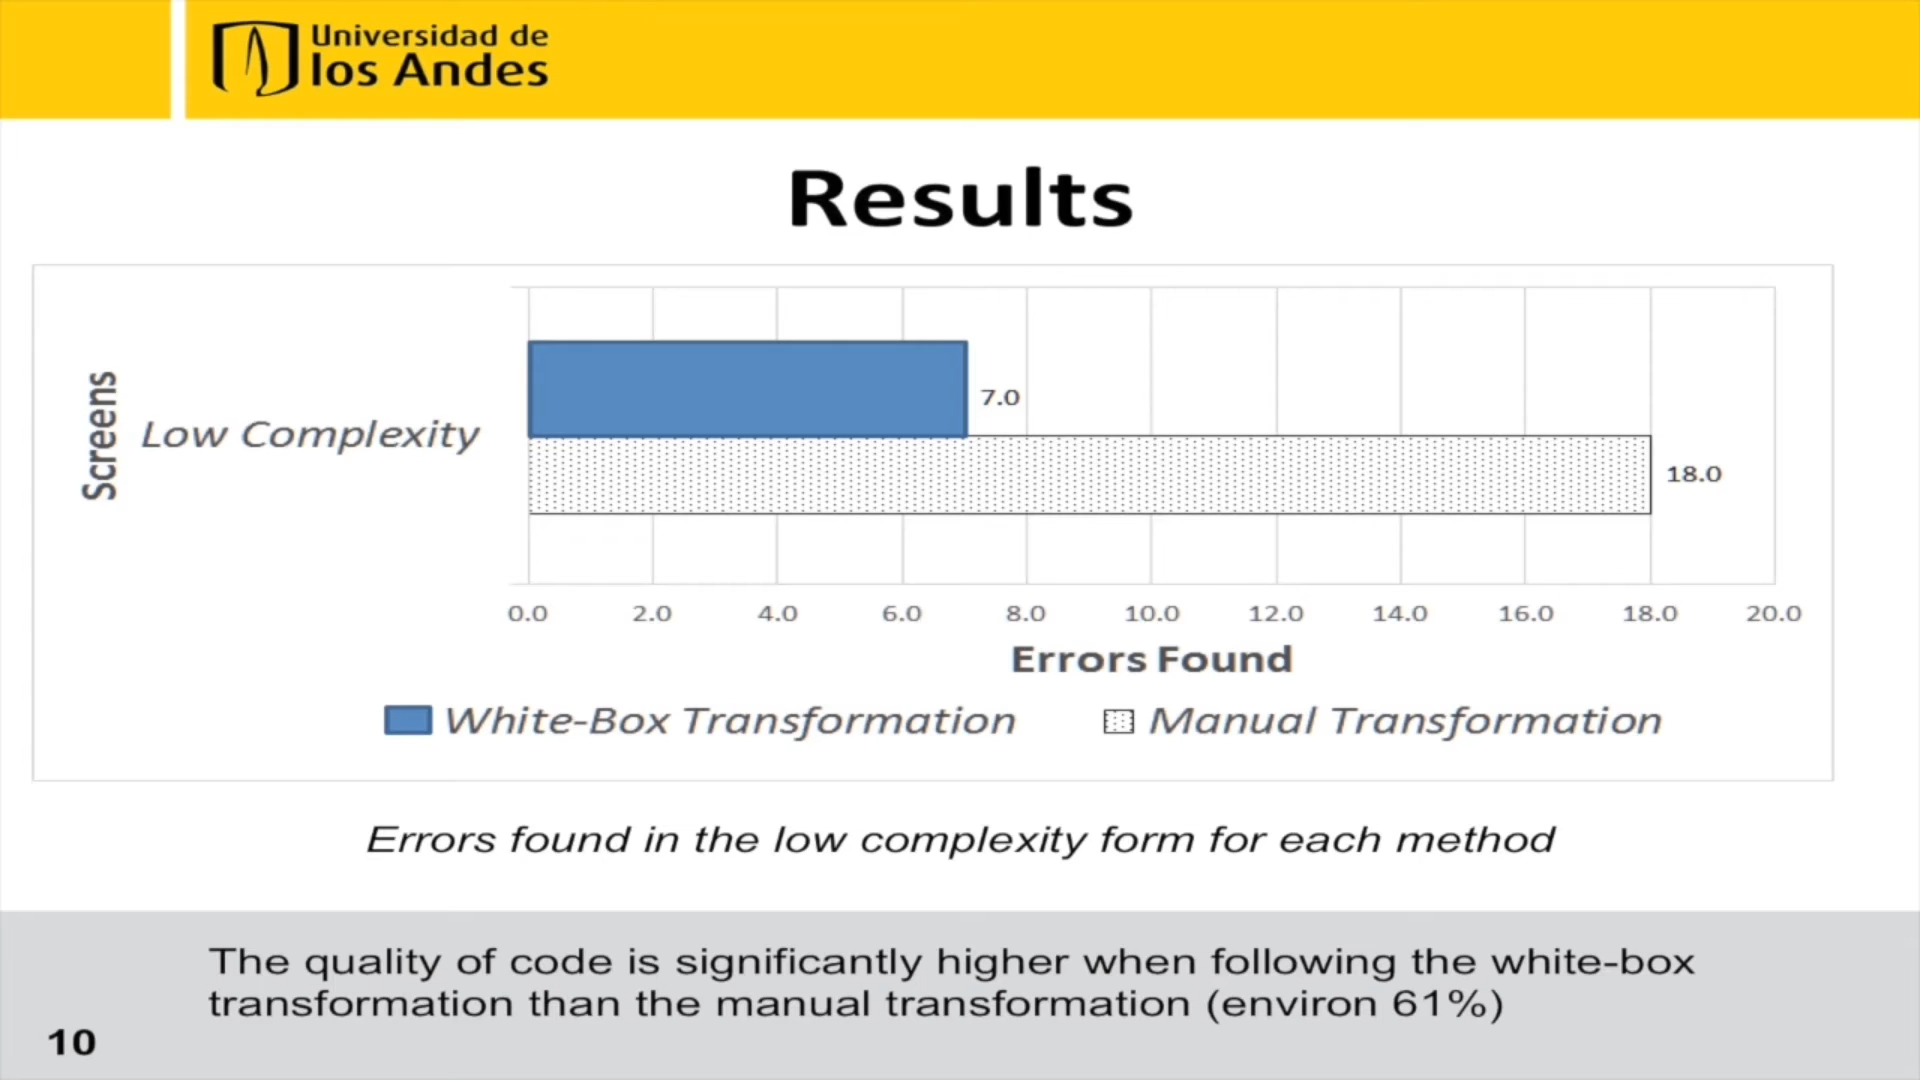 Universidad de
los Andes
Results
Screens
Low Complexity
7.0
18.0
0.0 2.0 4.0 6.0 8.0 10.0 12.0 14.0 16.0 18.0 20.0
Errors Found
White-Box Transformation Manual Transformation
Errors found in the low complexity form for each method
The quality of code is significantly higher when following the white-box
transformation than the manual transformation (environ 61%)
10